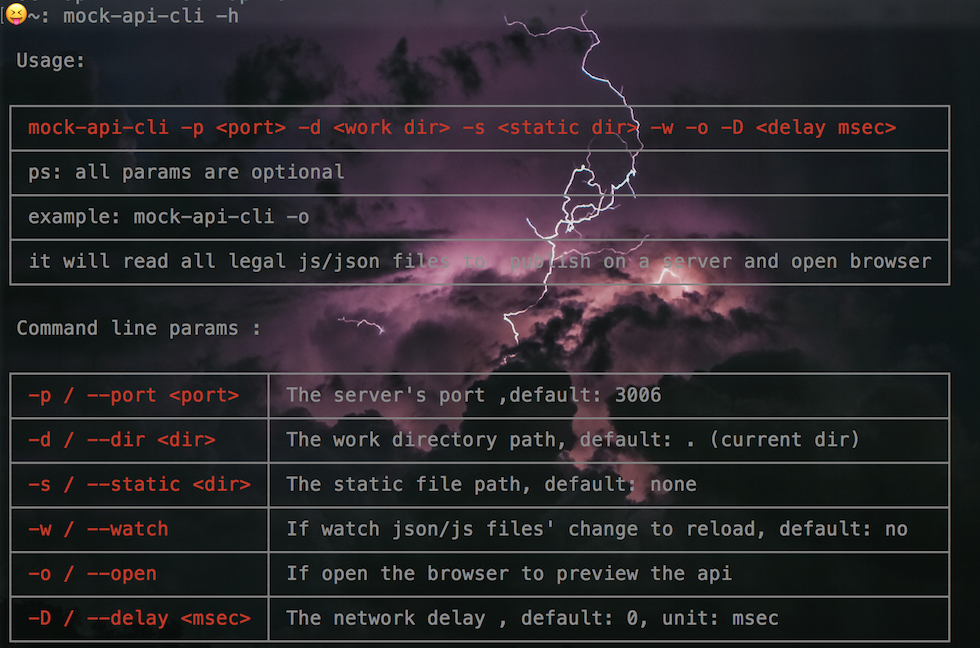 😝~: mock-api-cli -h
Usage:
mock-api-cli -p <port> -d <work dir> -s <static dir> -w -o -D <delay msec>
ps: all params are optional
example: mock-api-cli -o
it will read all legal js/json files to  publish on a server and open browser
Command line params :
-p / --port <port> The server's port ,default: 3006
-d / --dir <dir> The work directory path, default: . (current dir)
-s / --static <dir> The static file path, default: none
-w / --watch If watch json/js files' change to reload, default: no
-o / --open If open the browser to preview the api
-D / --delay <msec> The network delay , default: 0, unit: msec